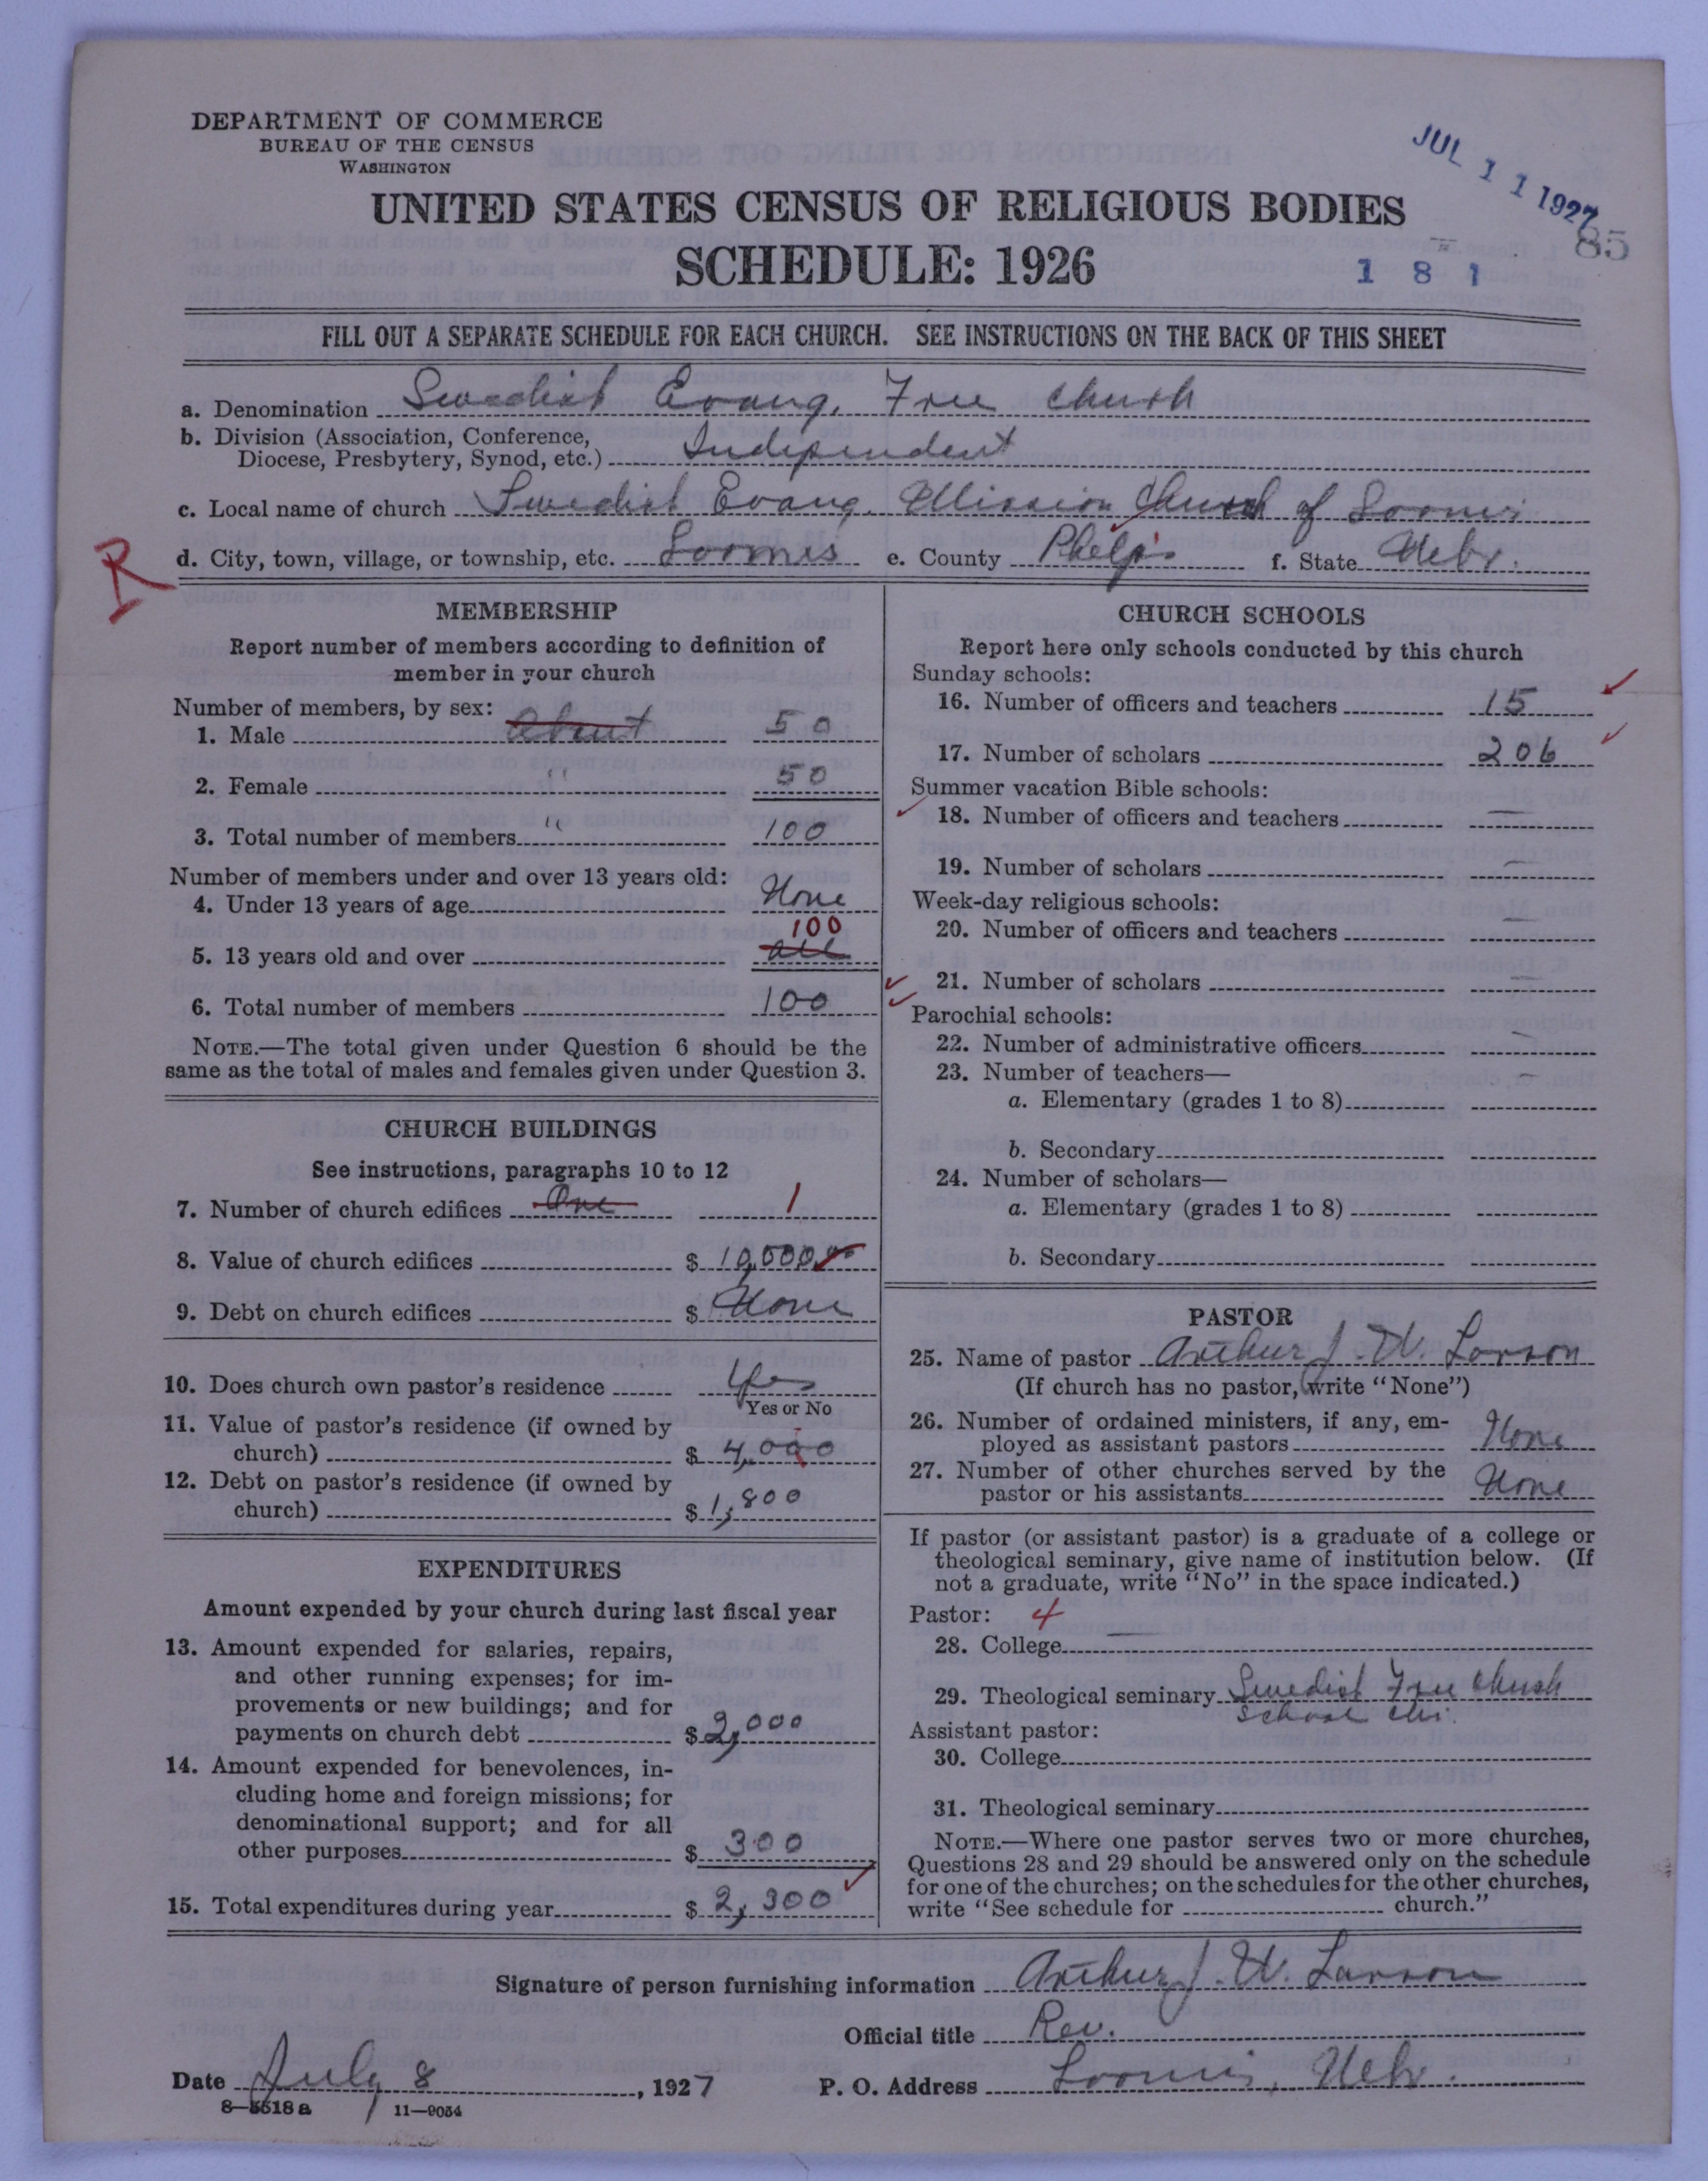 DEPARTMENT OF COMMERCE
BUREAU OF THE CENSUS
WASHINGTON
JUL 11 1927
85
UNITED STATES CENSUS OF RELIGIOUS BODIES
SCHEDULE: 1926
1 8 1
FILL OUT A SEPARATE SCHEDULE FOR EACH CHURCH. SEE INSTRUCTIONS ON THE BACK OF THIS SHEET
a. Denomination Swedish Evang. Free Church
b. Division (Association, Conference,
Diocese, Presbytery, Synod, etc.) Independent
c. Local name of church Swedish Evang. Mission Church of Loomis
R
d. City, town, village, or township, etc. Loomis e. County Phelps f. State Nebr.
MEMBERSHIP
Report number of members according to definition of
member in your church
Number of members, by sex:
1. Male about 50
2. Female " 50
3. Total number of members " 100
Number of members under and over 13 years old:
4. Under 13 years of age None
100
5. 13 years old and over all
6. Total number of members 100
NOTE.—The total given under Question 6 should be the
same as the total of males and females given under Question 3.
CHURCH BUILDINGS
See instructions, paragraphs 10 to 12
7. Number of church edifices One 1
8. Value of church edifices $ 10,000.00
9. Debt on church edifices $ None
10. Does church own pastor's residence Yes
Yes or No
11. Value of pastor's residence (if owned by
church) $ 4,000
12. Debt on pastor's residence (if owned by
church) $ 1,800
EXPENDITURES
Amount expended by your church during last fiscal year
13. Amount expended for salaries, repairs,
and other running expenses; for im-
provements or new buildings; and for
payments on church debt $ 2,000
14. Amount expended for benevolences, in-
cluding home and foreign missions; for
denominational support; and for all
other purposes $ 300
15. Total expenditures during year $ 2,300
CHURCH SCHOOLS
Report here only schools conducted by this church
Sunday schools:
16. Number of officers and teachers 15
17. Number of scholars 206
Summer vacation Bible schools:
18. Number of officers and teachers —
19. Number of scholars —
Week-day religious schools:
20. Number of officers and teachers —
21. Number of scholars —
Parochial schools:
22. Number of administrative officers —
23. Number of teachers— —
a. Elementary (grades 1 to 8)
b. Secondary
24. Number of scholars—
a. Elementary (grades 1 to 8)
b. Secondary
PASTOR
25. Name of pastor Arthur J. W. Larson
(If church has no pastor, write "None")
26. Number of ordained ministers, if any, em-
ployed as assistant pastors None
27. Number of other churches served by the
pastor or his assistants None
If pastor (or assistant pastor) is a graduate of a college or
theological seminary, give name of institution below. (If
not a graduate, write "No" in the space indicated.)
Pastor: 4
28. College
29. Theological seminary Swedish Free Church
School Chi.
Assistant pastor:
30. College
31. Theological seminary
NOTE.—Where one pastor serves two or more churches,
Questions 28 and 29 should be answered only on the schedule
for one of the churches; on the schedules for the other churches,
write "See schedule for church."
Signature of person furnishing information Arthur J. W. Larson
Official title Rev.
Date July 8, 1927 P. O. Address Loomis, Nebr.
8—5518a 11—9054